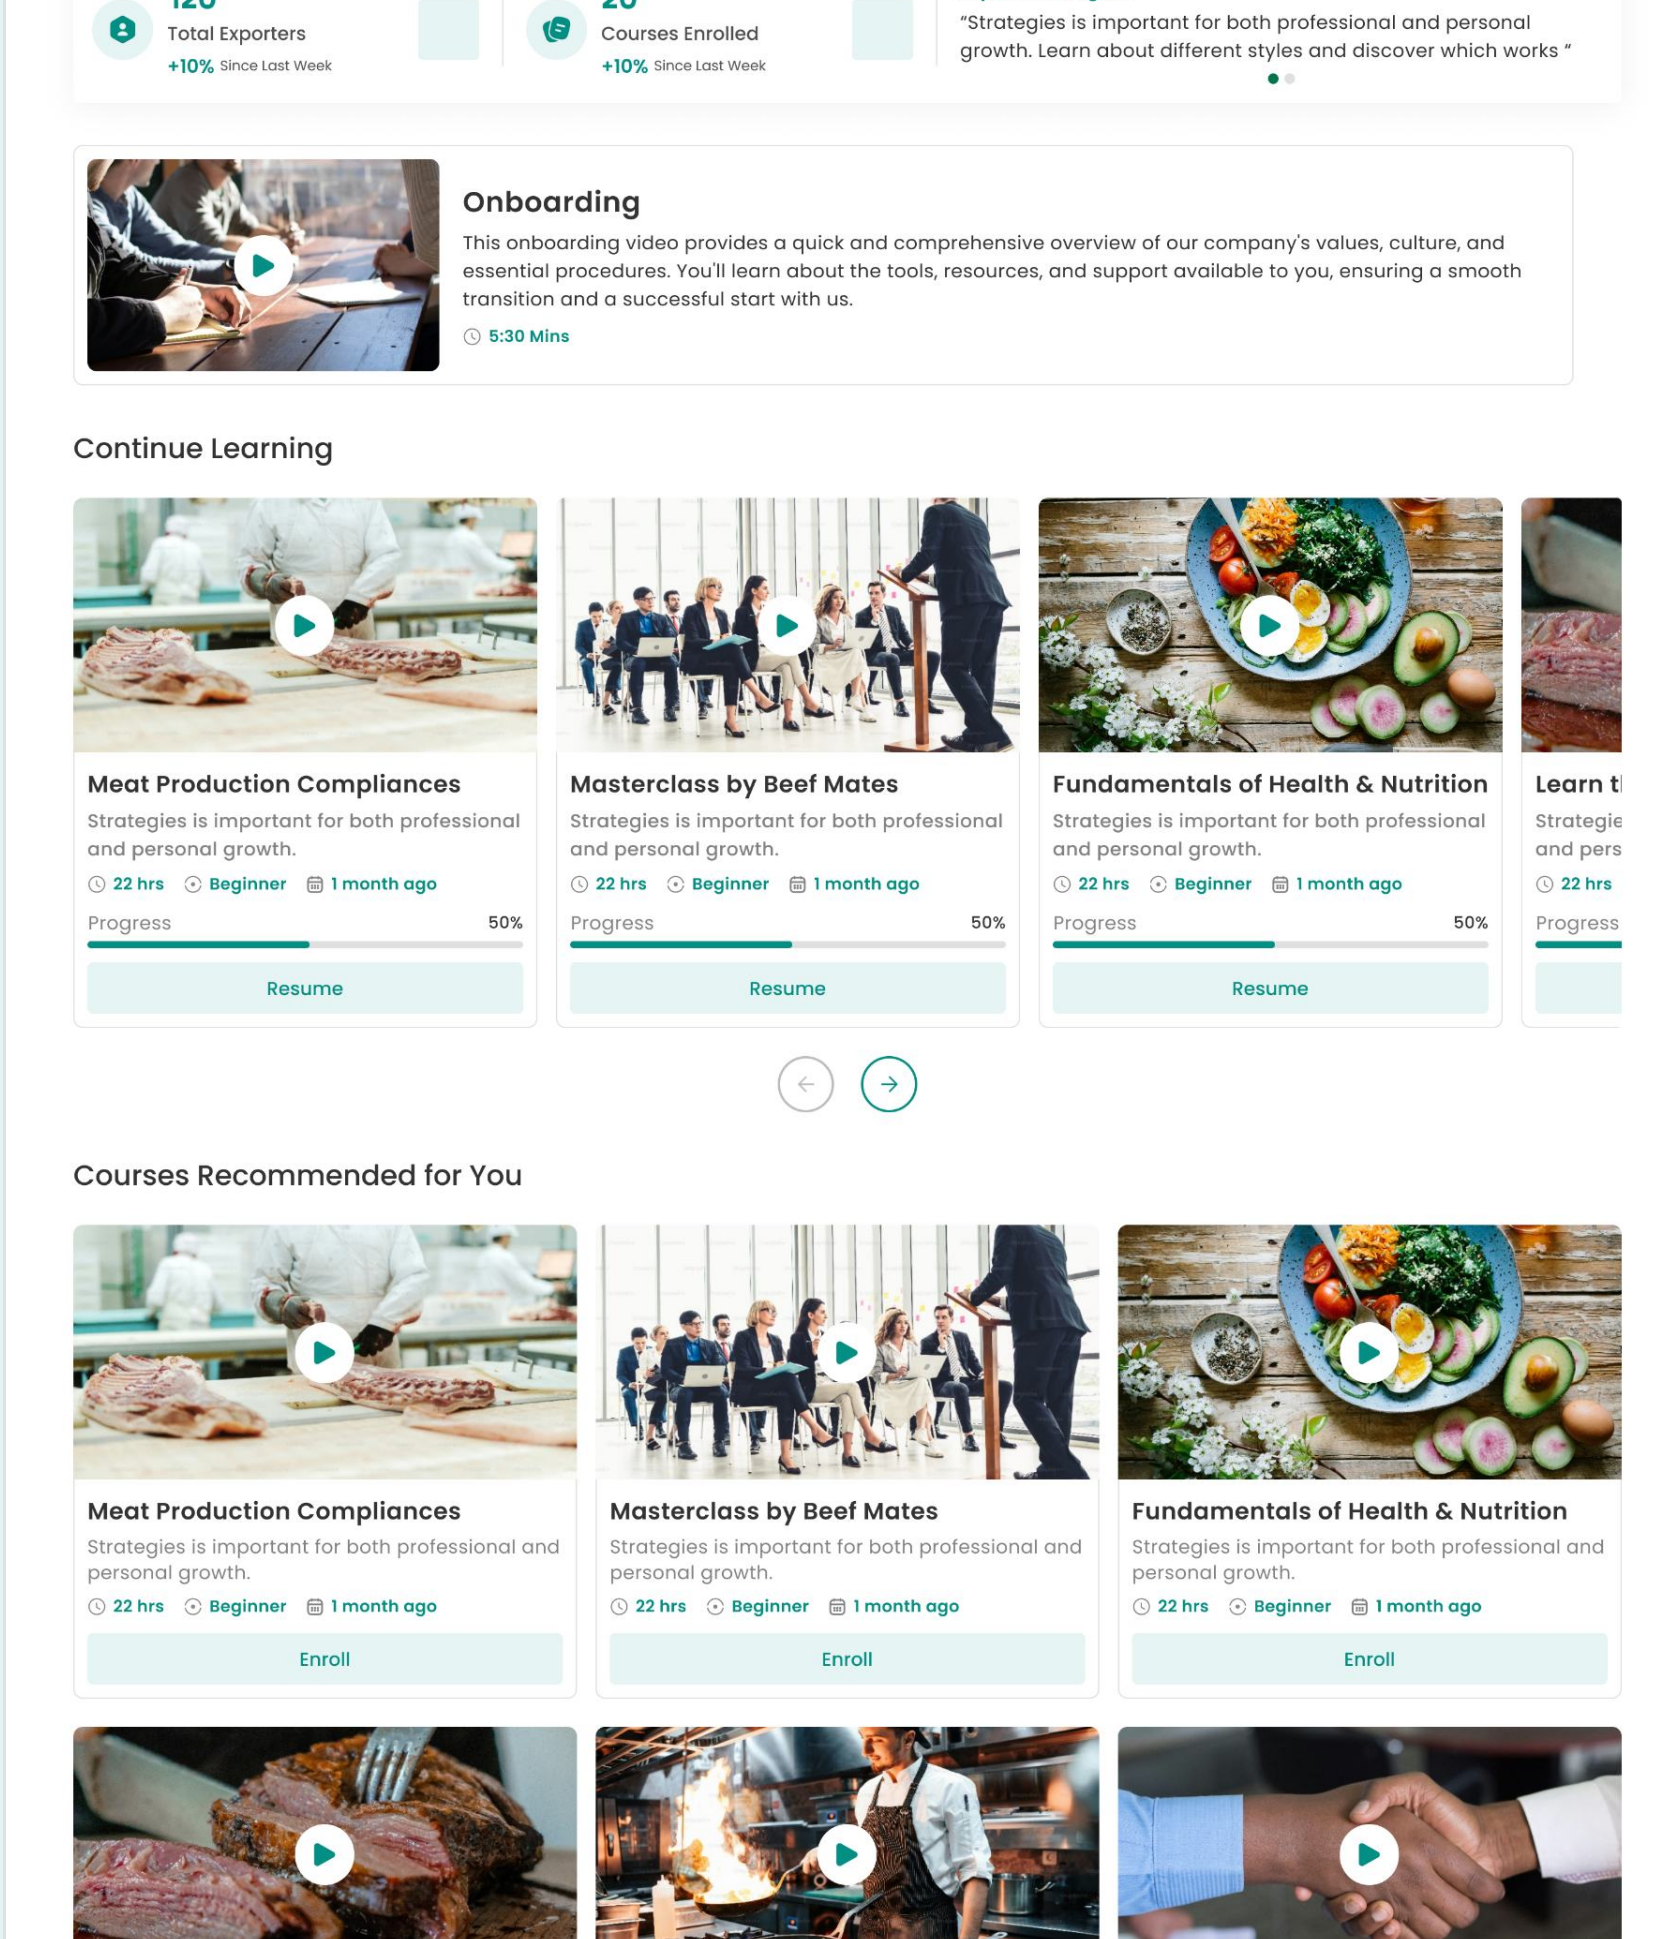 120
Total Exporters
+10% Since Last Week
20
Courses Enrolled
+10% Since Last Week
“Strategies is important for both professional and personal
growth. Learn about different styles and discover which works “
Onboarding
This onboarding video provides a quick and comprehensive overview of our company's values, culture, and
essential procedures. You'll learn about the tools, resources, and support available to you, ensuring a smooth
transition and a successful start with us.
5:30 Mins
Continue Learning
Meat Production Compliances
Strategies is important for both professional
and personal growth.
22 hrs Beginner 1 month ago
Progress 50%
Resume
Masterclass by Beef Mates
Strategies is important for both professional
and personal growth.
22 hrs Beginner 1 month ago
Progress 50%
Resume
Fundamentals of Health & Nutrition
Strategies is important for both professional
and personal growth.
22 hrs Beginner 1 month ago
Progress 50%
Resume
Learn
22 hrs
Progress
Courses Recommended for You
Meat Production Compliances
Strategies is important for both professional and
personal growth.
22 hrs Beginner 1 month ago
Enroll
Masterclass by Beef Mates
Strategies is important for both professional and
personal growth.
22 hrs Beginner 1 month ago
Enroll
Fundamentals of Health & Nutrition
Strategies is important for both professional and
personal growth.
22 hrs Beginner 1 month ago
Enroll